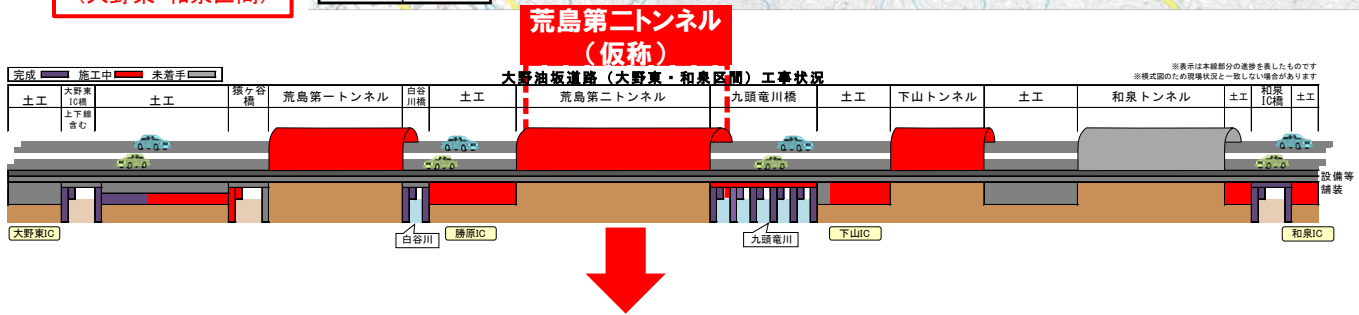 (大野東・和泉区間)
荒島第二トンネル
(仮称)
完成 施工中 未着手
大野油坂道路(大野東・和泉区間)工事状況
※表示は本線部分の進捗を表したものです
※模式図のため現場状況と一致しない場合があります
土工
大野東
IC橋
土工
猿ヶ谷
橋
荒島第一トンネル
白谷
川橋
土工
荒島第二トンネル
九頭竜川橋
土工
下山トンネル
土工
和泉トンネル
土工
和泉
IC橋
土工
上下線
含む
設備等
舗装
大野東IC
白谷川
勝原IC
九頭竜川
下山IC
和泉IC